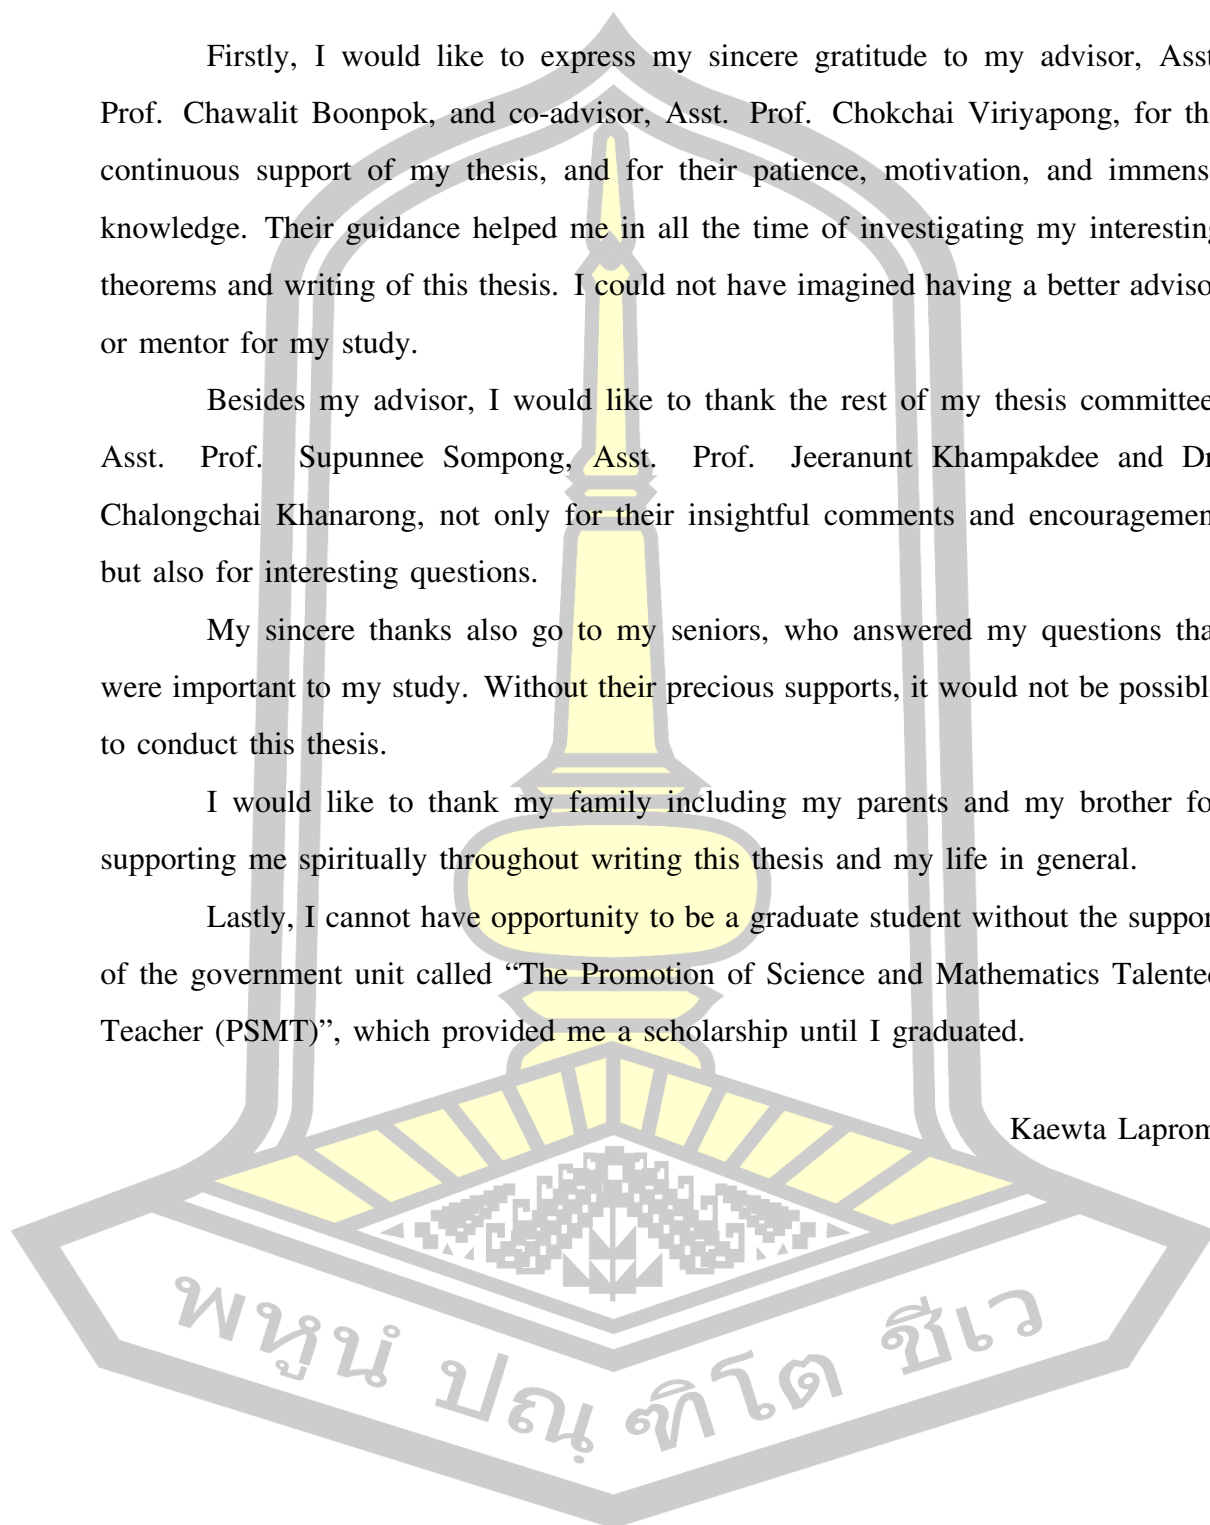 Firstly, I would like to express my sincere gratitude to my advisor, Asst
Prof. Chawalit Boonpok, and co-advisor, Asst. Prof. Chokchai Viriyapong, for th
continuous support of my thesis, and for their patience, motivation, and immens
knowledge. Their guidance helped me in all the time of investigating my interesting
theorems and writing of this thesis. I could not have imagined having a better adviso
or mentor for my study.
Besides my advisor, I would like to thank the rest of my thesis committee
Asst. Prof. Supunnee Sompong, Asst. Prof. Jeeranunt Khampakdee and Dr
Chalongchai Khanarong, not only for their insightful comments and encouragemen
but also for interesting questions.
My sincere thanks also go to my seniors, who answered my questions tha
were important to my study. Without their precious supports, it would not be possibl
to conduct this thesis.
I would like to thank my family including my parents and my brother fo
supporting me spiritually throughout writing this thesis and my life in general.
Lastly, I cannot have opportunity to be a graduate student without the suppor
of the government unit called “The Promotion of Science and Mathematics Talented
Teacher (PSMT)”, which provided me a scholarship until I graduated.
Kaewta Laprom
พหูนํ ปณฺฑิโต ชีเว